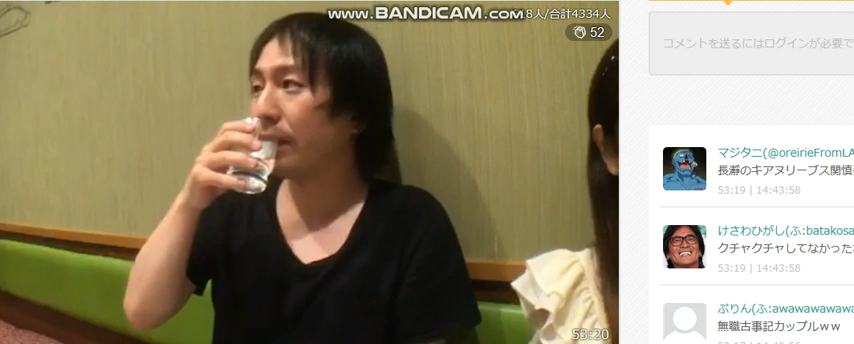 www.BANDICAM.com 8人/合計4334人
52
53:20
コメントを送るにはログインが必要で
マジタニ(@oreirieFromLA
長瀞のキアヌリーブス関慎
53:19 | 14:43:58
けさわひがし(ふ:batakosa
クチャクチャしてなかった
53:19 | 14:43:58
ぷりん(ふ:awawawawawa
無職古事記カップルｗｗ